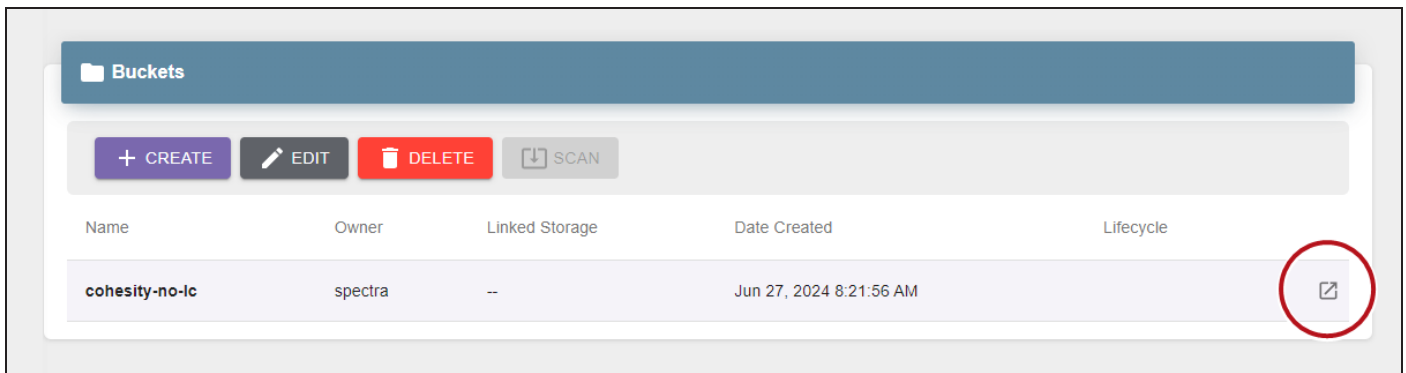 Buckets
CREATE EDIT DELETE SCAN
Name Owner Linked Storage Date Created Lifecycle
cohesity-no-lc spectra -- Jun 27, 2024 8:21:56 AM